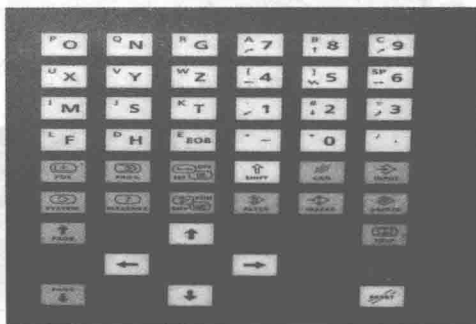 P O Q N R G A 7 B 8 C 9
U X V Y W Z [ 4 ] 5 SP 6
I M J S K T 1 # 2 3
L F D H E EOB - 0 .
POS PROG SHIFT CAN INPUT
SYSTEM MESSAGE ALTER INSERT DELETE
PAGE HELP
PAGE RESET